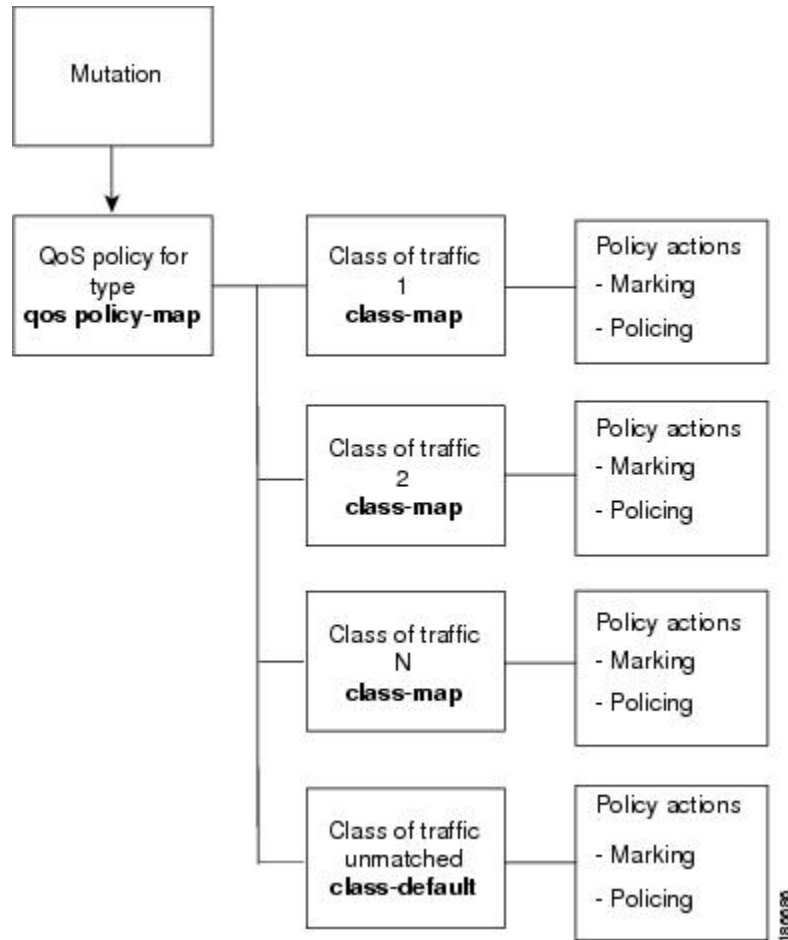 Mutation
QoS policy for
type
qos policy-map
Class of traffic
1
class-map
Policy actions
- Marking
- Policing
Class of traffic
2
class-map
Policy actions
- Marking
- Policing
Class of traffic
N
class-map
Policy actions
- Marking
- Policing
Class of traffic
unmatched
class-default
Policy actions
- Marking
- Policing